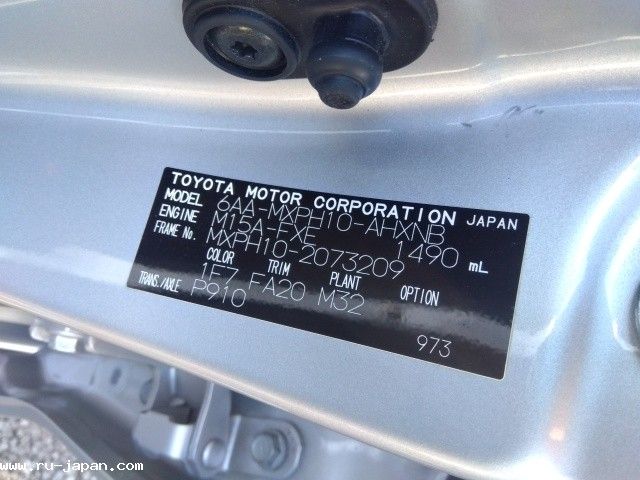 TOYOTA MOTOR CORPORATION JAPAN
MODEL 6AA-MXPH10-AHXNB
ENGINE M15A-FXE 1490 mL
FRAME No. MXPH10-2073209
COLOR TRIM PLANT OPTION
1F7 FA20 M32
TRANS./AXLE P910
973
www.ru-japan.com